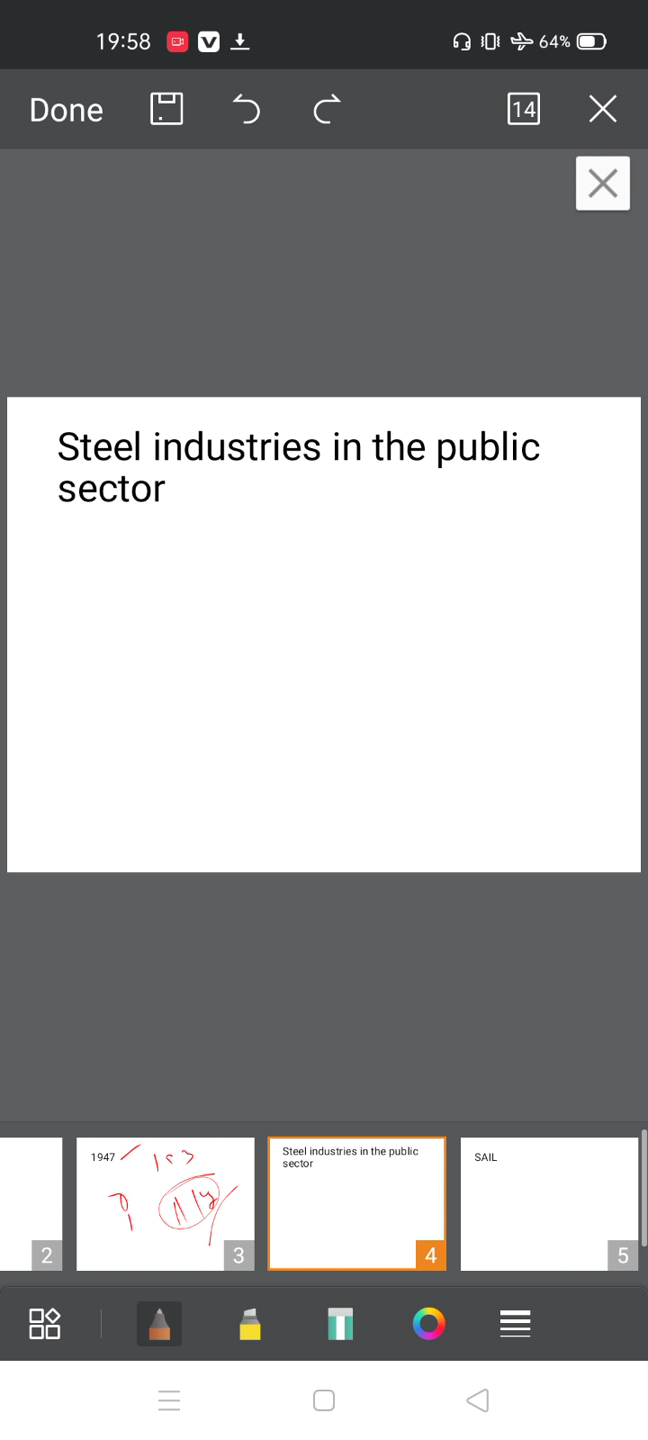 19:58
64%
Done
14
Steel industries in the public
sector
2
1947
3
Steel industries in the public
sector
4
SAIL
5